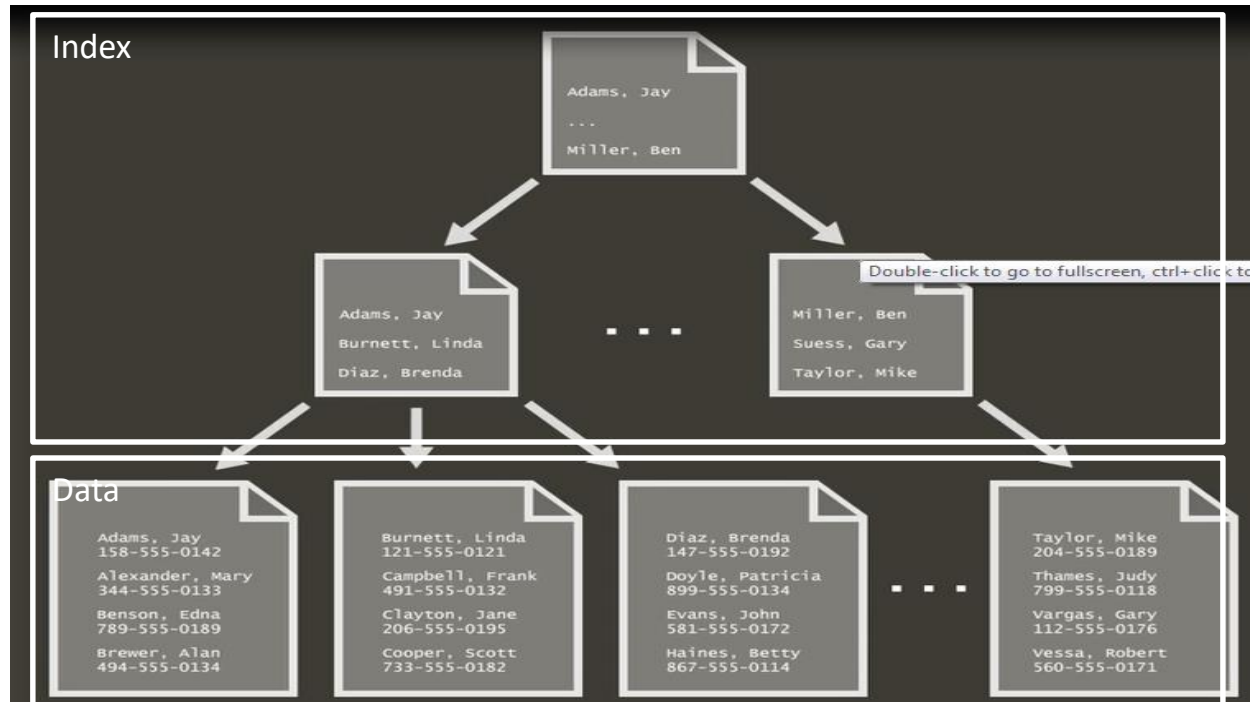 Index
Adams, Jay
...
Miller, Ben
Double-click to go to fullscreen, ctrl+click to
Adams, Jay
Burnett, Linda
Diaz, Brenda
...
Miller, Ben
Suess, Gary
Taylor, Mike
Data
Adams, Jay
158-555-0142
Alexander, Mary
344-555-0133
Benson, Edna
789-555-0189
Brewer, Alan
494-555-0134
Burnett, Linda
121-555-0121
Campbell, Frank
491-555-0132
Clayton, Jane
206-555-0195
Cooper, Scott
733-555-0182
Diaz, Brenda
147-555-0192
Doyle, Patricia
899-555-0134
Evans, John
581-555-0172
Haines, Betty
867-555-0114
...
Taylor, Mike
204-555-0189
Thames, Judy
799-555-0118
Vargas, Gary
112-555-0176
Vessa, Robert
560-555-0171